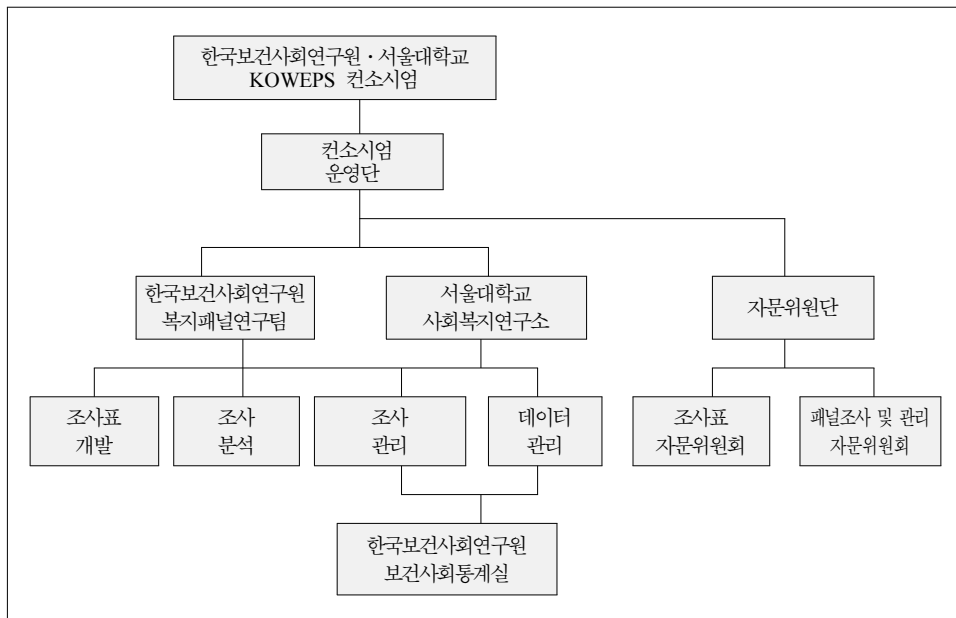 한국보건사회연구원·서울대학교
KOWEPS 컨소시엄
컨소시엄
운영단
한국보건사회연구원
복지패널연구팀
서울대학교
사회복지연구소
자문위원단
조사표
개발
조사
분석
조사
관리
데이터
관리
조사표
자문위원회
패널조사 및 관리
자문위원회
한국보건사회연구원
보건사회통계실